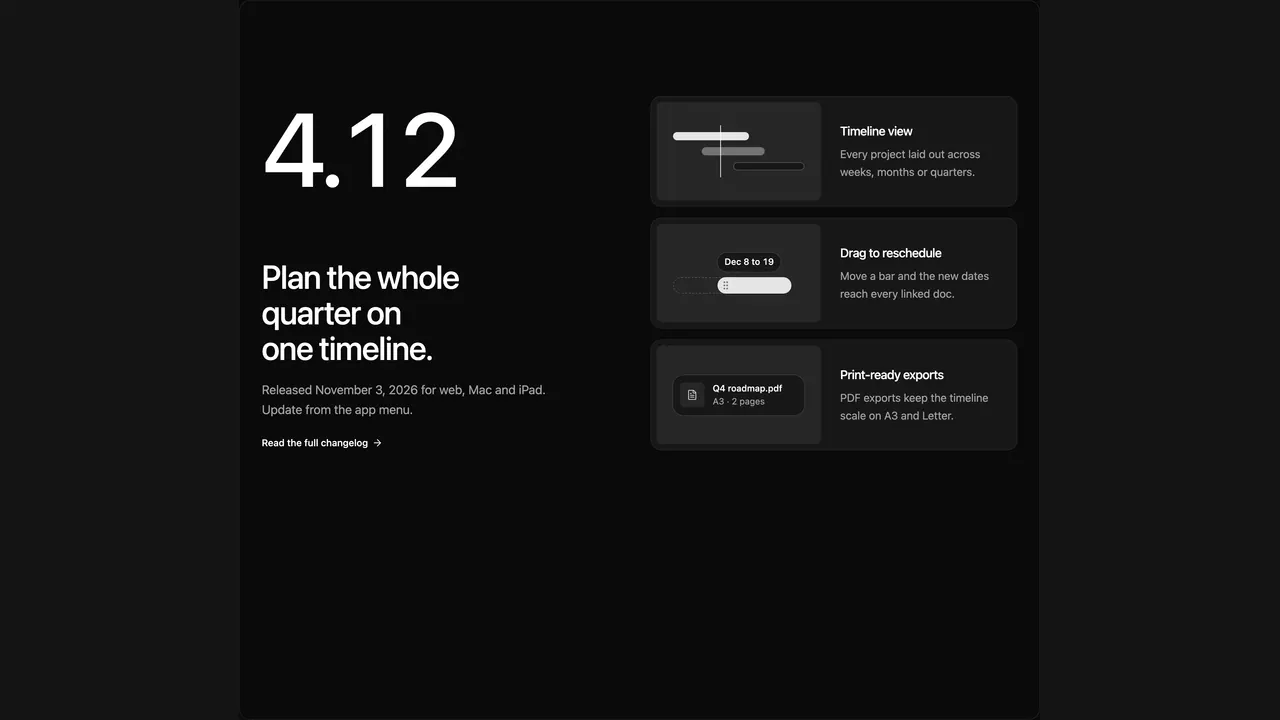 4.12
Plan the whole
quarter on
one timeline.
Released November 3, 2026 for web, Mac and iPad.
Update from the app menu.
Read the full changelog →
Timeline view
Every project laid out across
weeks, months or quarters.
Dec 8 to 19
Drag to reschedule
Move a bar and the new dates
reach every linked doc.
Q4 roadmap.pdf
A3 · 2 pages
Print-ready exports
PDF exports keep the timeline
scale on A3 and Letter.